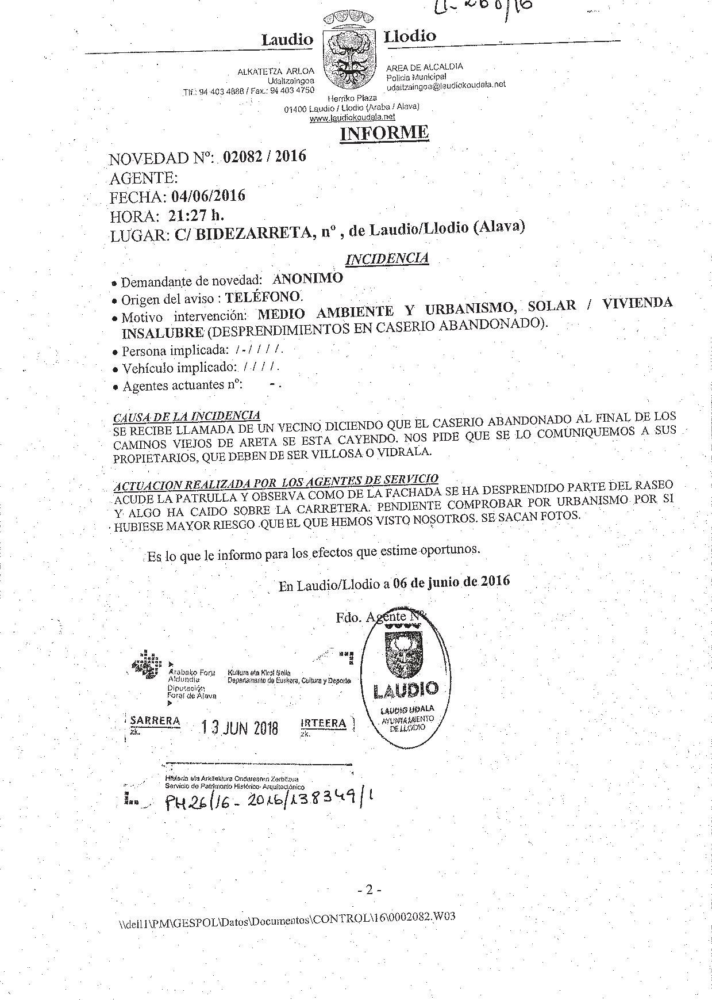 Laudio Llodio
ALKATETZA ARLOA
Udaltzaingoa
Tlf.: 94 403 4888 / Fax.: 94 403 4750
AREA DE ALCALDIA
Policia Municipal
udaltzaingoa@laudiokoudala.net
Herriko Plaza
01400 Laudio / Llodio (Araba / Alava)
www.laudiokoudala.net
INFORME
NOVEDAD Nº: 02082 / 2016
AGENTE:
FECHA: 04/06/2016
HORA: 21:27 h.
LUGAR: C/ BIDEZARRETA, nº , de Laudio/Llodio (Alava)
INCIDENCIA
• Demandante de novedad: ANONIMO
• Origen del aviso : TELÉFONO.
• Motivo intervención: MEDIO AMBIENTE Y URBANISMO, SOLAR / VIVIENDA
INSALUBRE (DESPRENDIMIENTOS EN CASERIO ABANDONADO).
• Persona implicada: / - / / / /.
• Vehículo implicado: / / / /.
• Agentes actuantes nº: - .
CAUSA DE LA INCIDENCIA
SE RECIBE LLAMADA DE UN VECINO DICIENDO QUE EL CASERIO ABANDONADO AL FINAL DE LOS
CAMINOS VIEJOS DE ARETA SE ESTA CAYENDO. NOS PIDE QUE SE LO COMUNIQUEMOS A SUS
PROPIETARIOS, QUE DEBEN DE SER VILLOSA O VIDRALA.
ACTUACION REALIZADA POR LOS AGENTES DE SERVICIO
ACUDE LA PATRULLA Y OBSERVA COMO DE LA FACHADA SE HA DESPRENDIDO PARTE DEL RASEO
Y ALGO HA CAIDO SOBRE LA CARRETERA. PENDIENTE COMPROBAR POR URBANISMO POR SI
HUBIESE MAYOR RIESGO QUE EL QUE HEMOS VISTO NOSOTROS. SE SACAN FOTOS.
Es lo que le informo para los efectos que estime oportunos.
En Laudio/Llodio a 06 de junio de 2016
Fdo. Agente Nº:
LAUDIO
LAUDIO UDALA
AYUNTAMIENTO
DE LLODIO
Arabako Foru
Aldundia
Diputación
Foral de Álava
Kultura eta Kirol Saila
Departamento de Euskera, Cultura y Deporte
SARRERA 13 JUN 2018 IRTEERA
zk. zk.
Historia eta Arkitektura Ondarearen Zerbitzua
Servicio de Patrimonio Histórico-Arquitectónico
PH26/16 - 2016/138349/1
- 2 -
\\dell1\PM\GESPOL\Datos\Documentos\CONTROL\16\0002082.W03